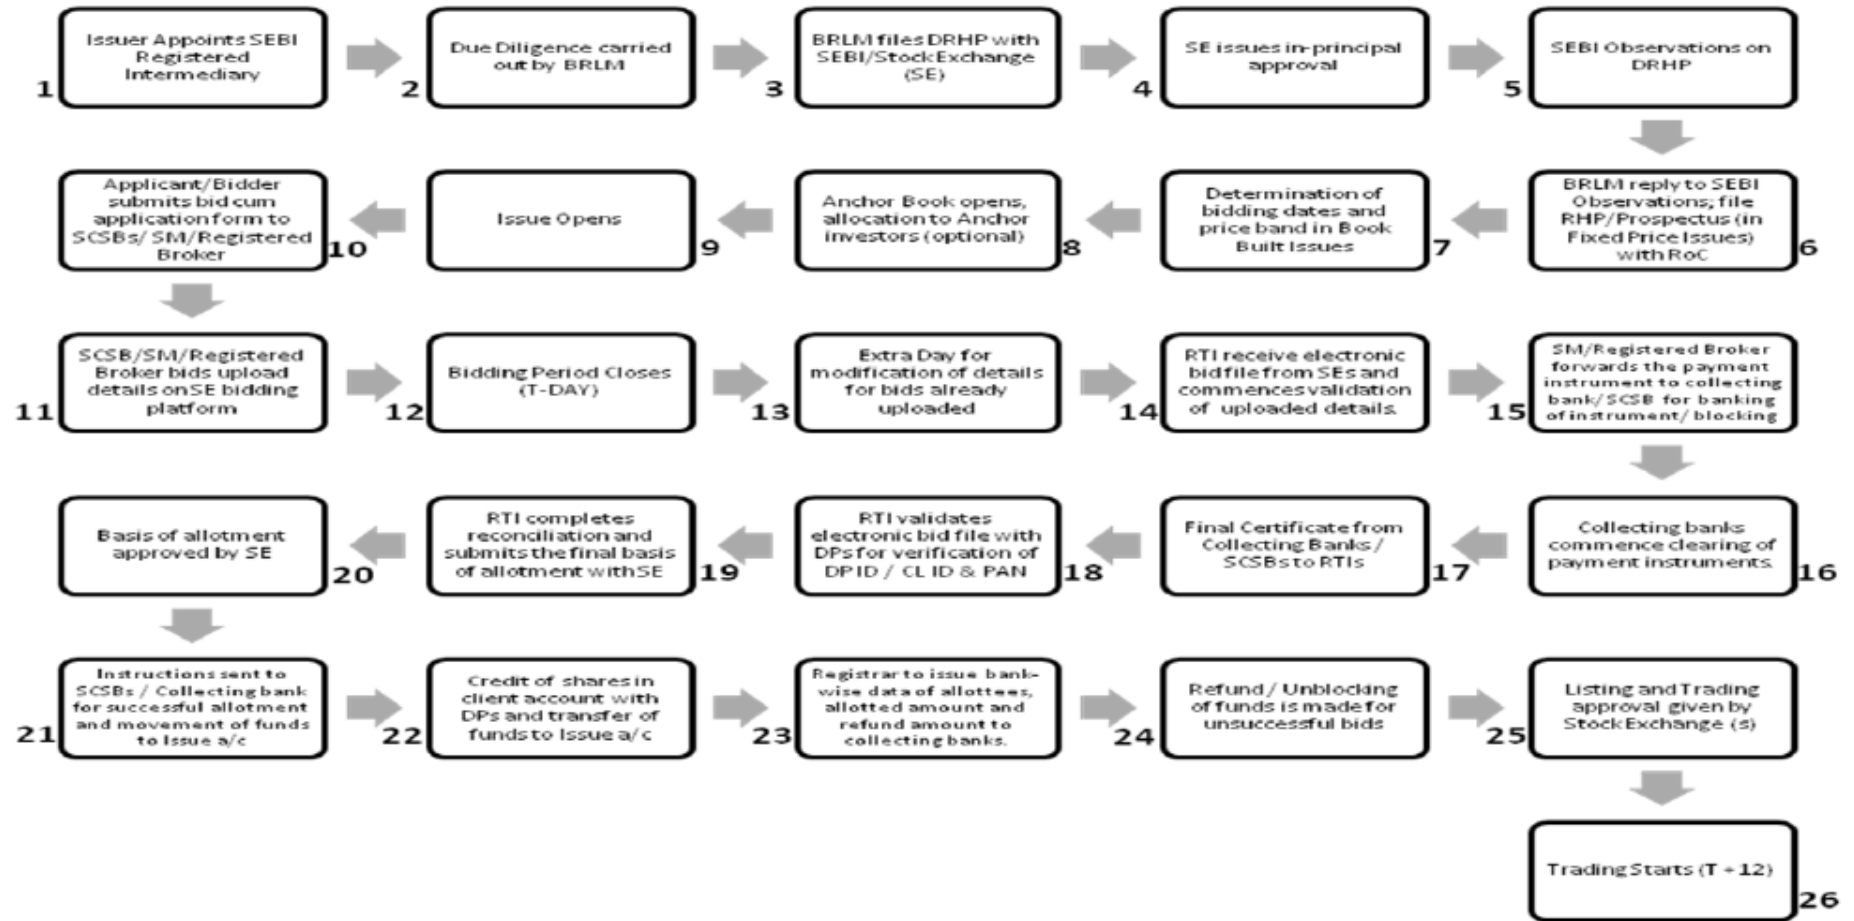 Issuer Appoints SEBI
Registered
Intermediary
1
Due Diligence carried
out by BRLM
2
BRLM files DRHP with
SEBI/Stock Exchange
(SE)
3
SE issues in-principal
approval
4
SEBI Observations on
DRHP
5
BRLM reply to SEBI
Observations; file
RHP/Prospectus (in
Fixed Price Issues)
with RoC
6
Determination of
bidding dates and
price band in Book
Built Issues
7
Anchor Book opens,
allocation to Anchor
investors (optional)
8
Issue Opens
9
Applicant/Bidder
submits bid cum
application form to
SCSBs/ SM/Registered
Broker
10
SCSB/SM/Registered
Broker bids upload
details on SE bidding
platform
11
Bidding Period Closes
(T-DAY)
12
Extra Day for
modification of details
for bids already
uploaded
13
RTI receive electronic
bid file from SEs and
commences validation
of uploaded details.
14
SM/Registered Broker
forwards the payment
instrument to collecting
bank/SCSB for banking
of instrument/ blocking
15
Collecting banks
commence clearing of
payment instruments.
16
Final Certificate from
Collecting Banks /
SCSBs to RTIs
17
RTI validates
electronic bid file with
DPs for verification of
DP ID / CL ID & PAN
18
RTI completes
reconciliation and
submits the final basis
of allotment with SE
19
Basis of allotment
approved by SE
20
Instructions sent to
SCSBs / Collecting bank
for successful allotment
and movement of funds
to Issue a/c
21
Credit of shares in
client account with
DPs and transfer of
funds to Issue a/c
22
Registrar to issue bank-
wise data of allottees,
allotted amount and
refund amount to
collecting banks.
23
Refund / Unblocking
of funds is made for
unsuccessful bids
24
Listing and Trading
approval given by
Stock Exchange (s)
25
Trading Starts (T + 12)
26